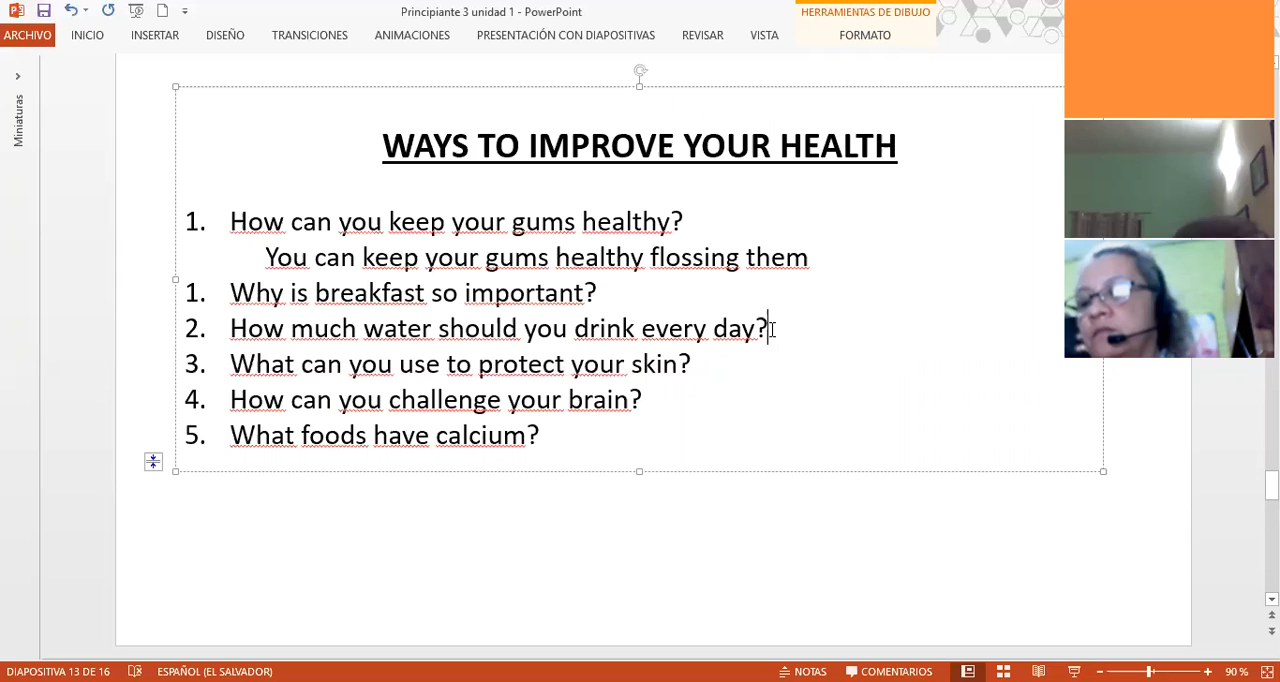 Principiante 3 unidad 1 - PowerPoint
HERRAMIENTAS DE DIBUJO
ARCHIVO INICIO INSERTAR DISEÑO TRANSICIONES ANIMACIONES PRESENTACIÓN CON DIAPOSITIVAS REVISAR VISTA FORMATO
Miniaturas
WAYS TO IMPROVE YOUR HEALTH
1. How can you keep your gums healthy?
You can keep your gums healthy flossing them
1. Why is breakfast so important?
2. How much water should you drink every day?
3. What can you use to protect your skin?
4. How can you challenge your brain?
5. What foods have calcium?
DIAPOSITIVA 13 DE 16 ESPAÑOL (EL SALVADOR) NOTAS COMENTARIOS 90 %